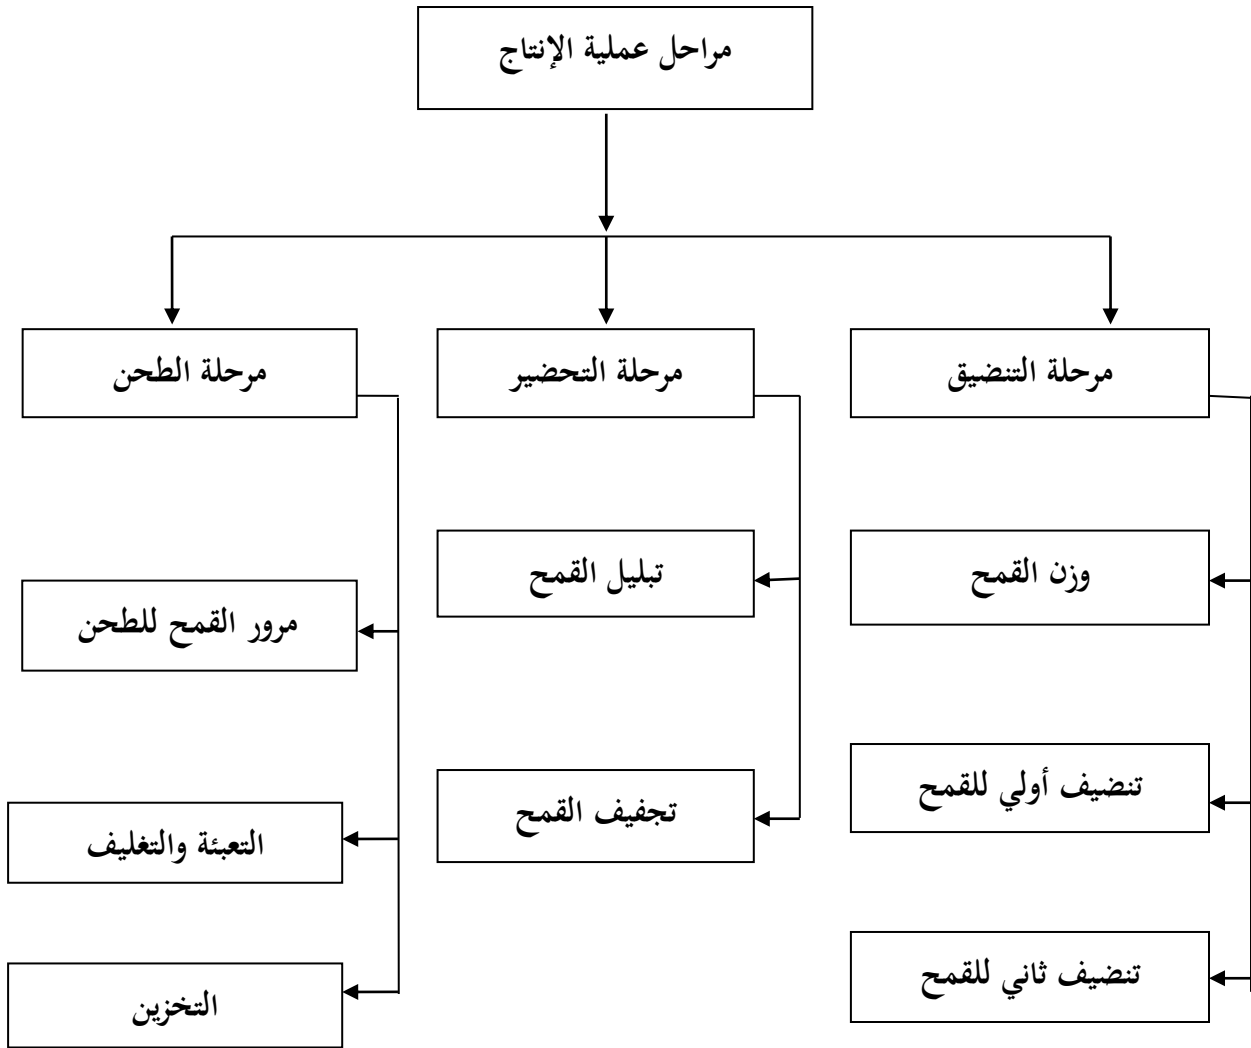 مراحل عملية الإنتاج
مرحلة التنضيق
مرحلة التحضير
مرحلة الطحن
وزن القمح
تنضيف أولي للقمح
تنضيف ثاني للقمح
تبليل القمح
تجفيف القمح
مرور القمح للطحن
التعبئة والتغليف
التخزين